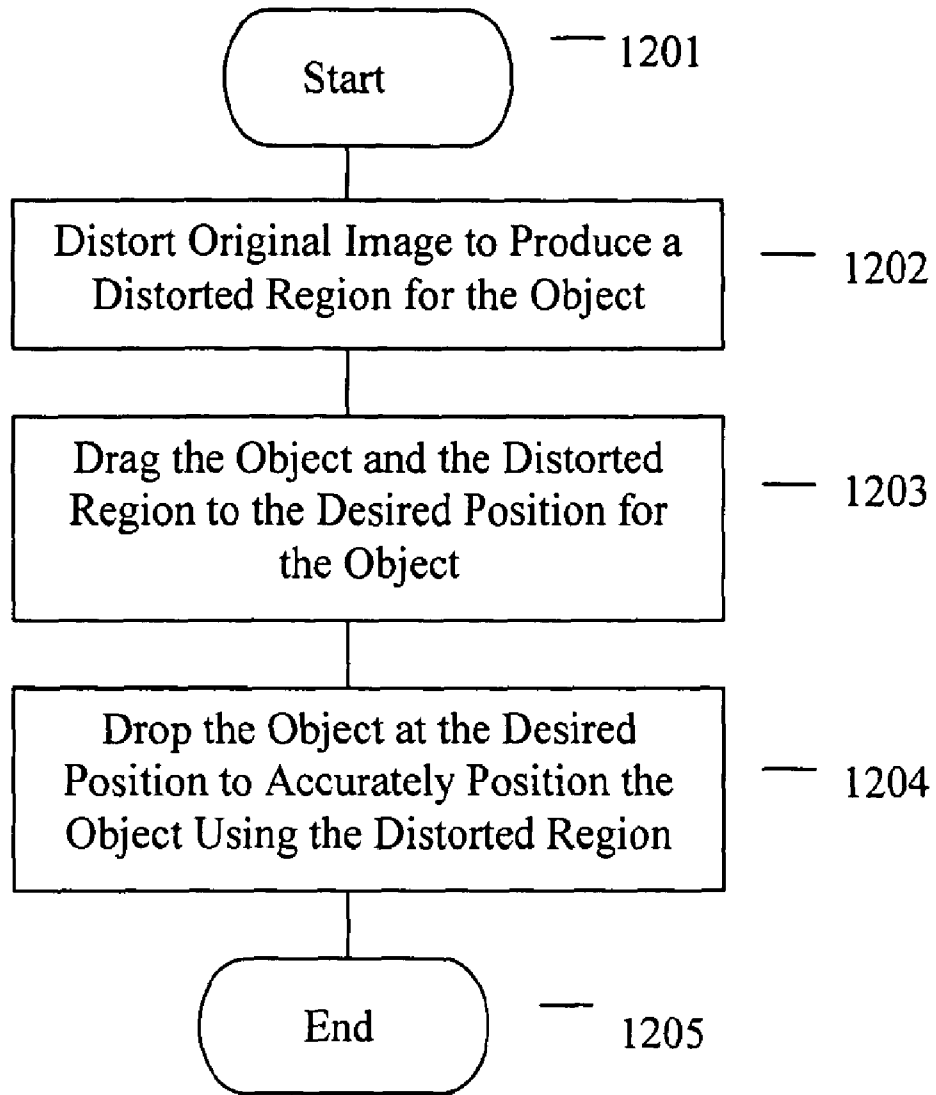 Start
1201
Distort Original Image to Produce a
Distorted Region for the Object
1202
Drag the Object and the Distorted
Region to the Desired Position for
the Object
1203
Drop the Object at the Desired
Position to Accurately Position the
Object Using the Distorted Region
1204
End
1205